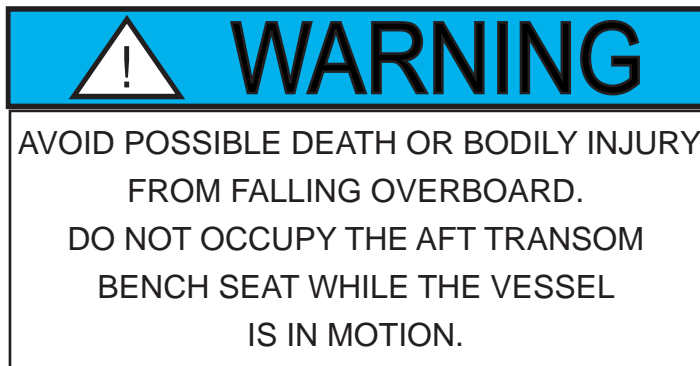 ! WARNING
AVOID POSSIBLE DEATH OR BODILY INJURY
FROM FALLING OVERBOARD.
DO NOT OCCUPY THE AFT TRANSOM
BENCH SEAT WHILE THE VESSEL
IS IN MOTION.